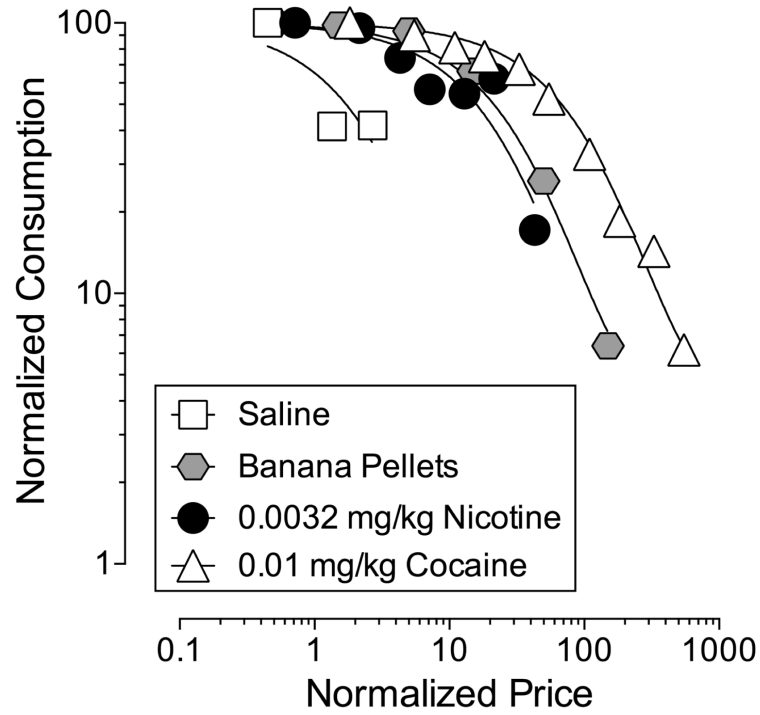 Normalized Consumption
100
10
1
Saline
Banana Pellets
0.0032 mg/kg Nicotine
0.01 mg/kg Cocaine
0.1 1 10 100 1000
Normalized Price